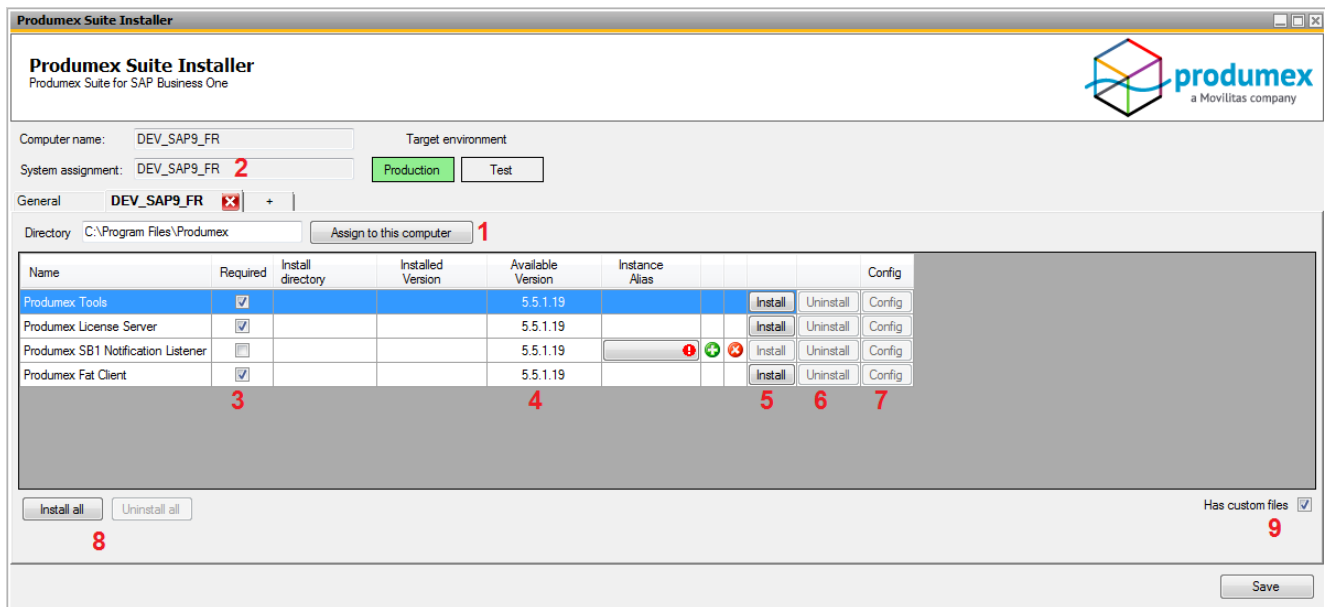 Produmex Suite Installer
Produmex Suite Installer
Produmex Suite for SAP Business One
produmex
a Movilitas company
Computer name: DEV_SAP9_FR Target environment
System assignment: DEV_SAP9_FR 2 Production Test
General DEV_SAP9_FR +
Directory C:\Program Files\Produmex Assign to this computer 1
Name Required Install directory Installed Version Available Version Instance Alias Config
Produmex Tools 5.5.1.19 Install Uninstall Config
Produmex License Server 5.5.1.19 Install Uninstall Config
Produmex SB1 Notification Listener 5.5.1.19 Install Uninstall Config
Produmex Fat Client 5.5.1.19 Install Uninstall Config
3 4 5 6 7
Install all Uninstall all Has custom files
8 9
Save